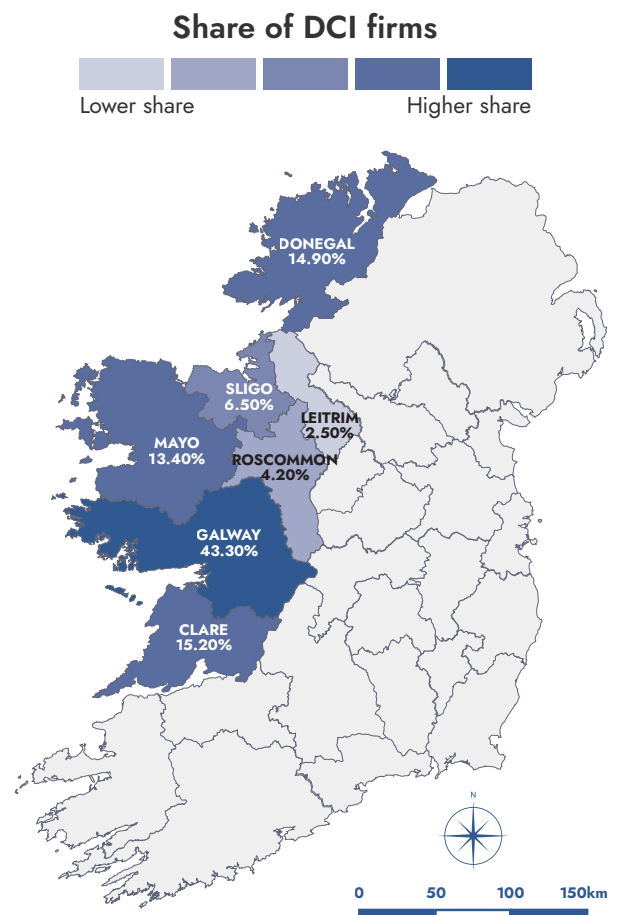 Share of DCI firms
Lower share Higher share
DONEGAL
14.90%
SLIGO
6.50%
LEITRIM
2.50%
MAYO
13.40%
ROSCOMMON
4.20%
GALWAY
43.30%
CLARE
15.20%
N
0 50 100 150km